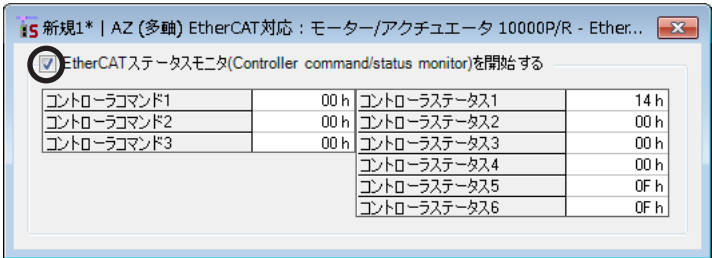 新規1* | AZ (多軸) EtherCAT対応：モーター/アクチュエータ 10000P/R - Ether...
EtherCATステータスモニタ(Controller command/status monitor)を開始する
コントローラコマンド1 00 h コントローラステータス1 14 h
コントローラコマンド2 00 h コントローラステータス2 00 h
コントローラコマンド3 00 h コントローラステータス3 00 h
コントローラステータス4 00 h
コントローラステータス5 0F h
コントローラステータス6 0F h